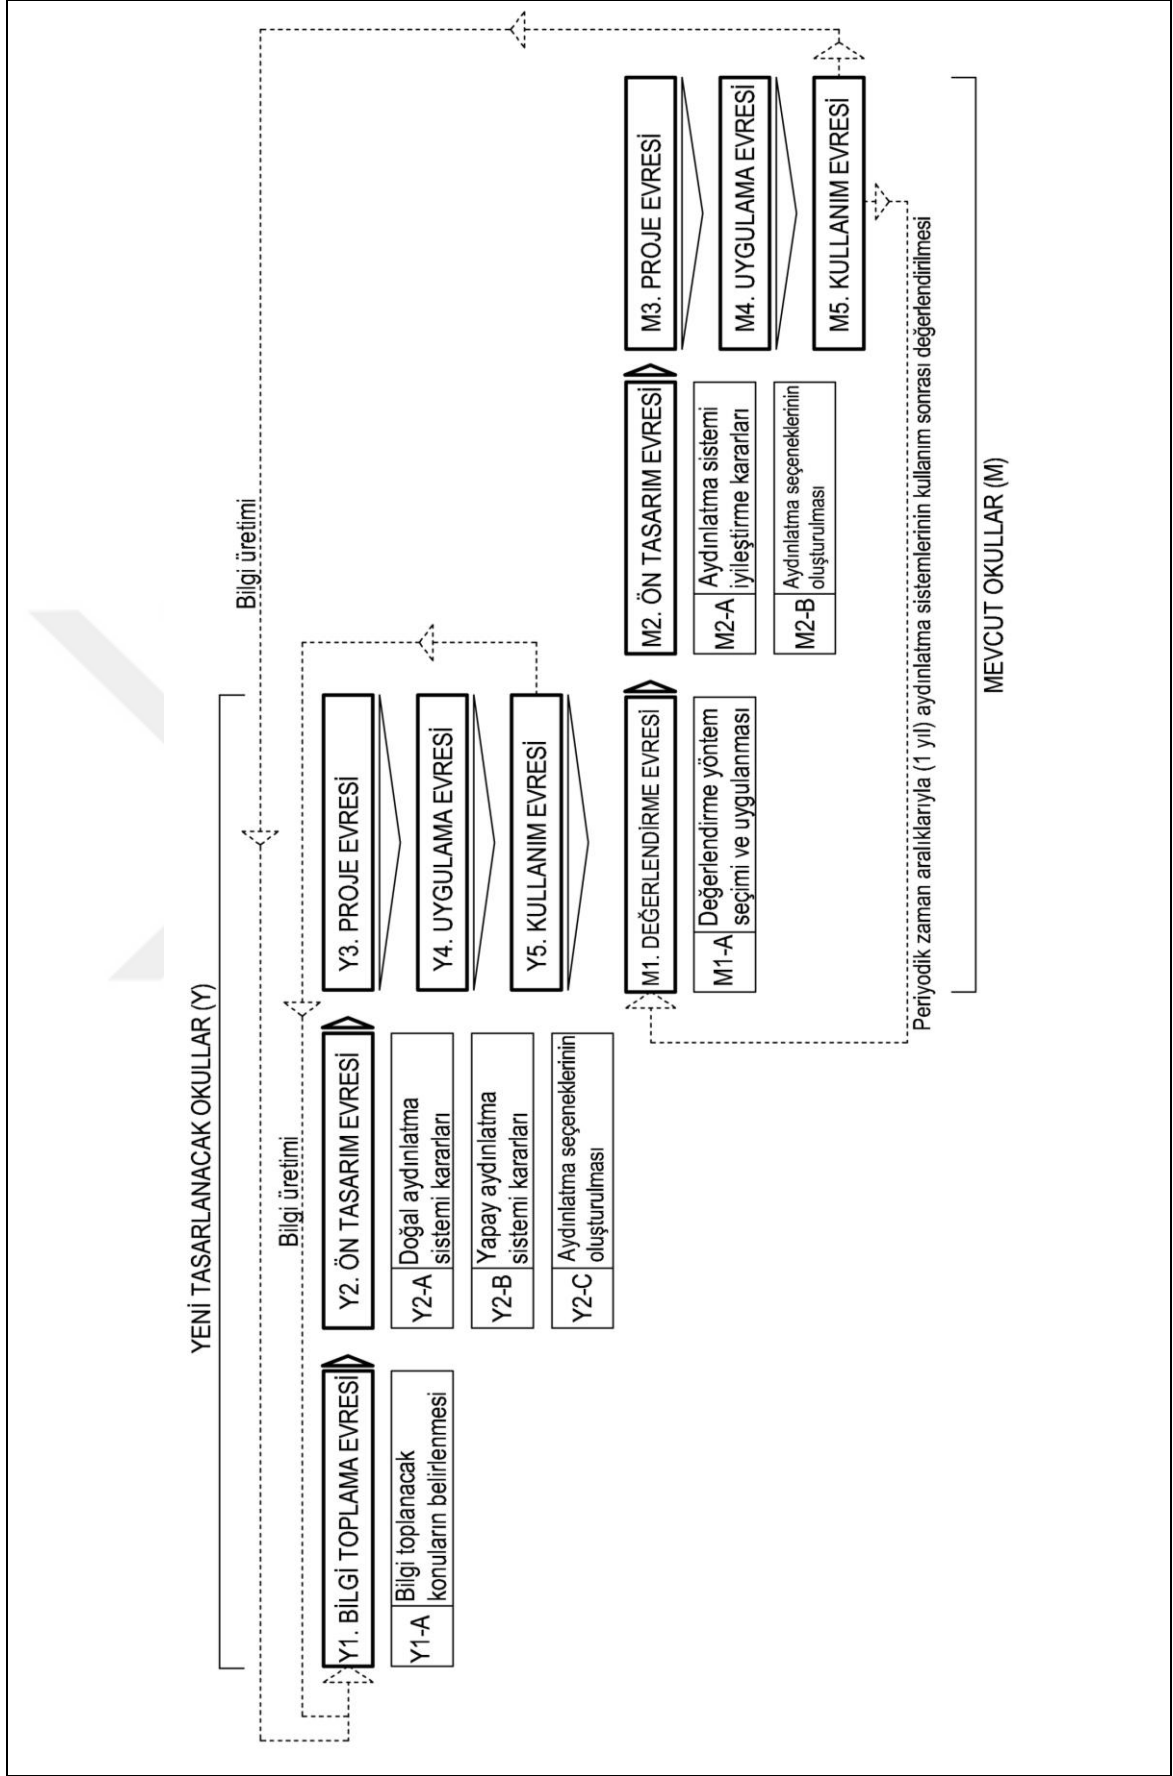 YENİ TASARLANACAK OKULLAR (Y)
Bilgi üretimi
Bilgi üretimi
Y1. BİLGİ TOPLAMA EVRESİ
Y1-A
Bilgi toplanacak
konuların belirlenmesi
Y2. ÖN TASARIM EVRESİ
Y2-A
Doğal aydınlatma
sistemi kararları
Y2-B
Yapay aydınlatma
sistemi kararları
Y2-C
Aydınlatma seçeneklerinin
oluşturulması
Y3. PROJE EVRESİ
Y4. UYGULAMA EVRESİ
Y5. KULLANIM EVRESİ
M1. DEĞERLENDİRME EVRESİ
M1-A
Değerlendirme yöntem
seçimi ve uygulanması
M2. ÖN TASARIM EVRESİ
M2-A
Aydınlatma sistemi
iyileştirme kararları
M2-B
Aydınlatma seçeneklerinin
oluşturulması
M3. PROJE EVRESİ
M4. UYGULAMA EVRESİ
M5. KULLANIM EVRESİ
Periyodik zaman aralıklarıyla (1 yıl) aydınlatma sistemlerinin kullanım sonrası değerlendirilmesi
MEVCUT OKULLAR (M)